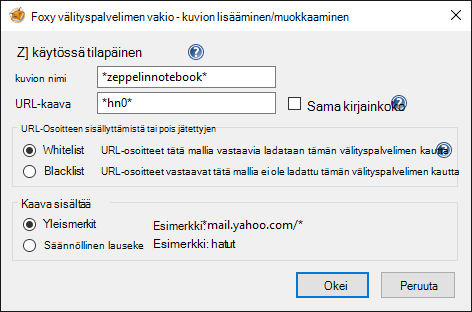 Foxy välityspalvelimen vakio - kuvion lisääminen/muokkaaminen
Z] käytössä tilapäinen
kuvion nimi *zeppelinnotebook*
URL-kaava *hn0* Sama kirjainkoko
URL-Osoitteen sisällyttämistä tai pois jätettyjen
Whitelist URL-osoitteet tätä mallia vastaavia ladataan tämän välityspalvelimen kautta
Blacklist URL-osoitteet vastaavat tätä mallia ei ole ladattu tämän välityspalvelimen kautta
Kaava sisältää
Yleismerkit Esimerkki:*mail.yahoo.com/*
Säännöllinen lauseke Esimerkki: hatut
Okei Peruuta